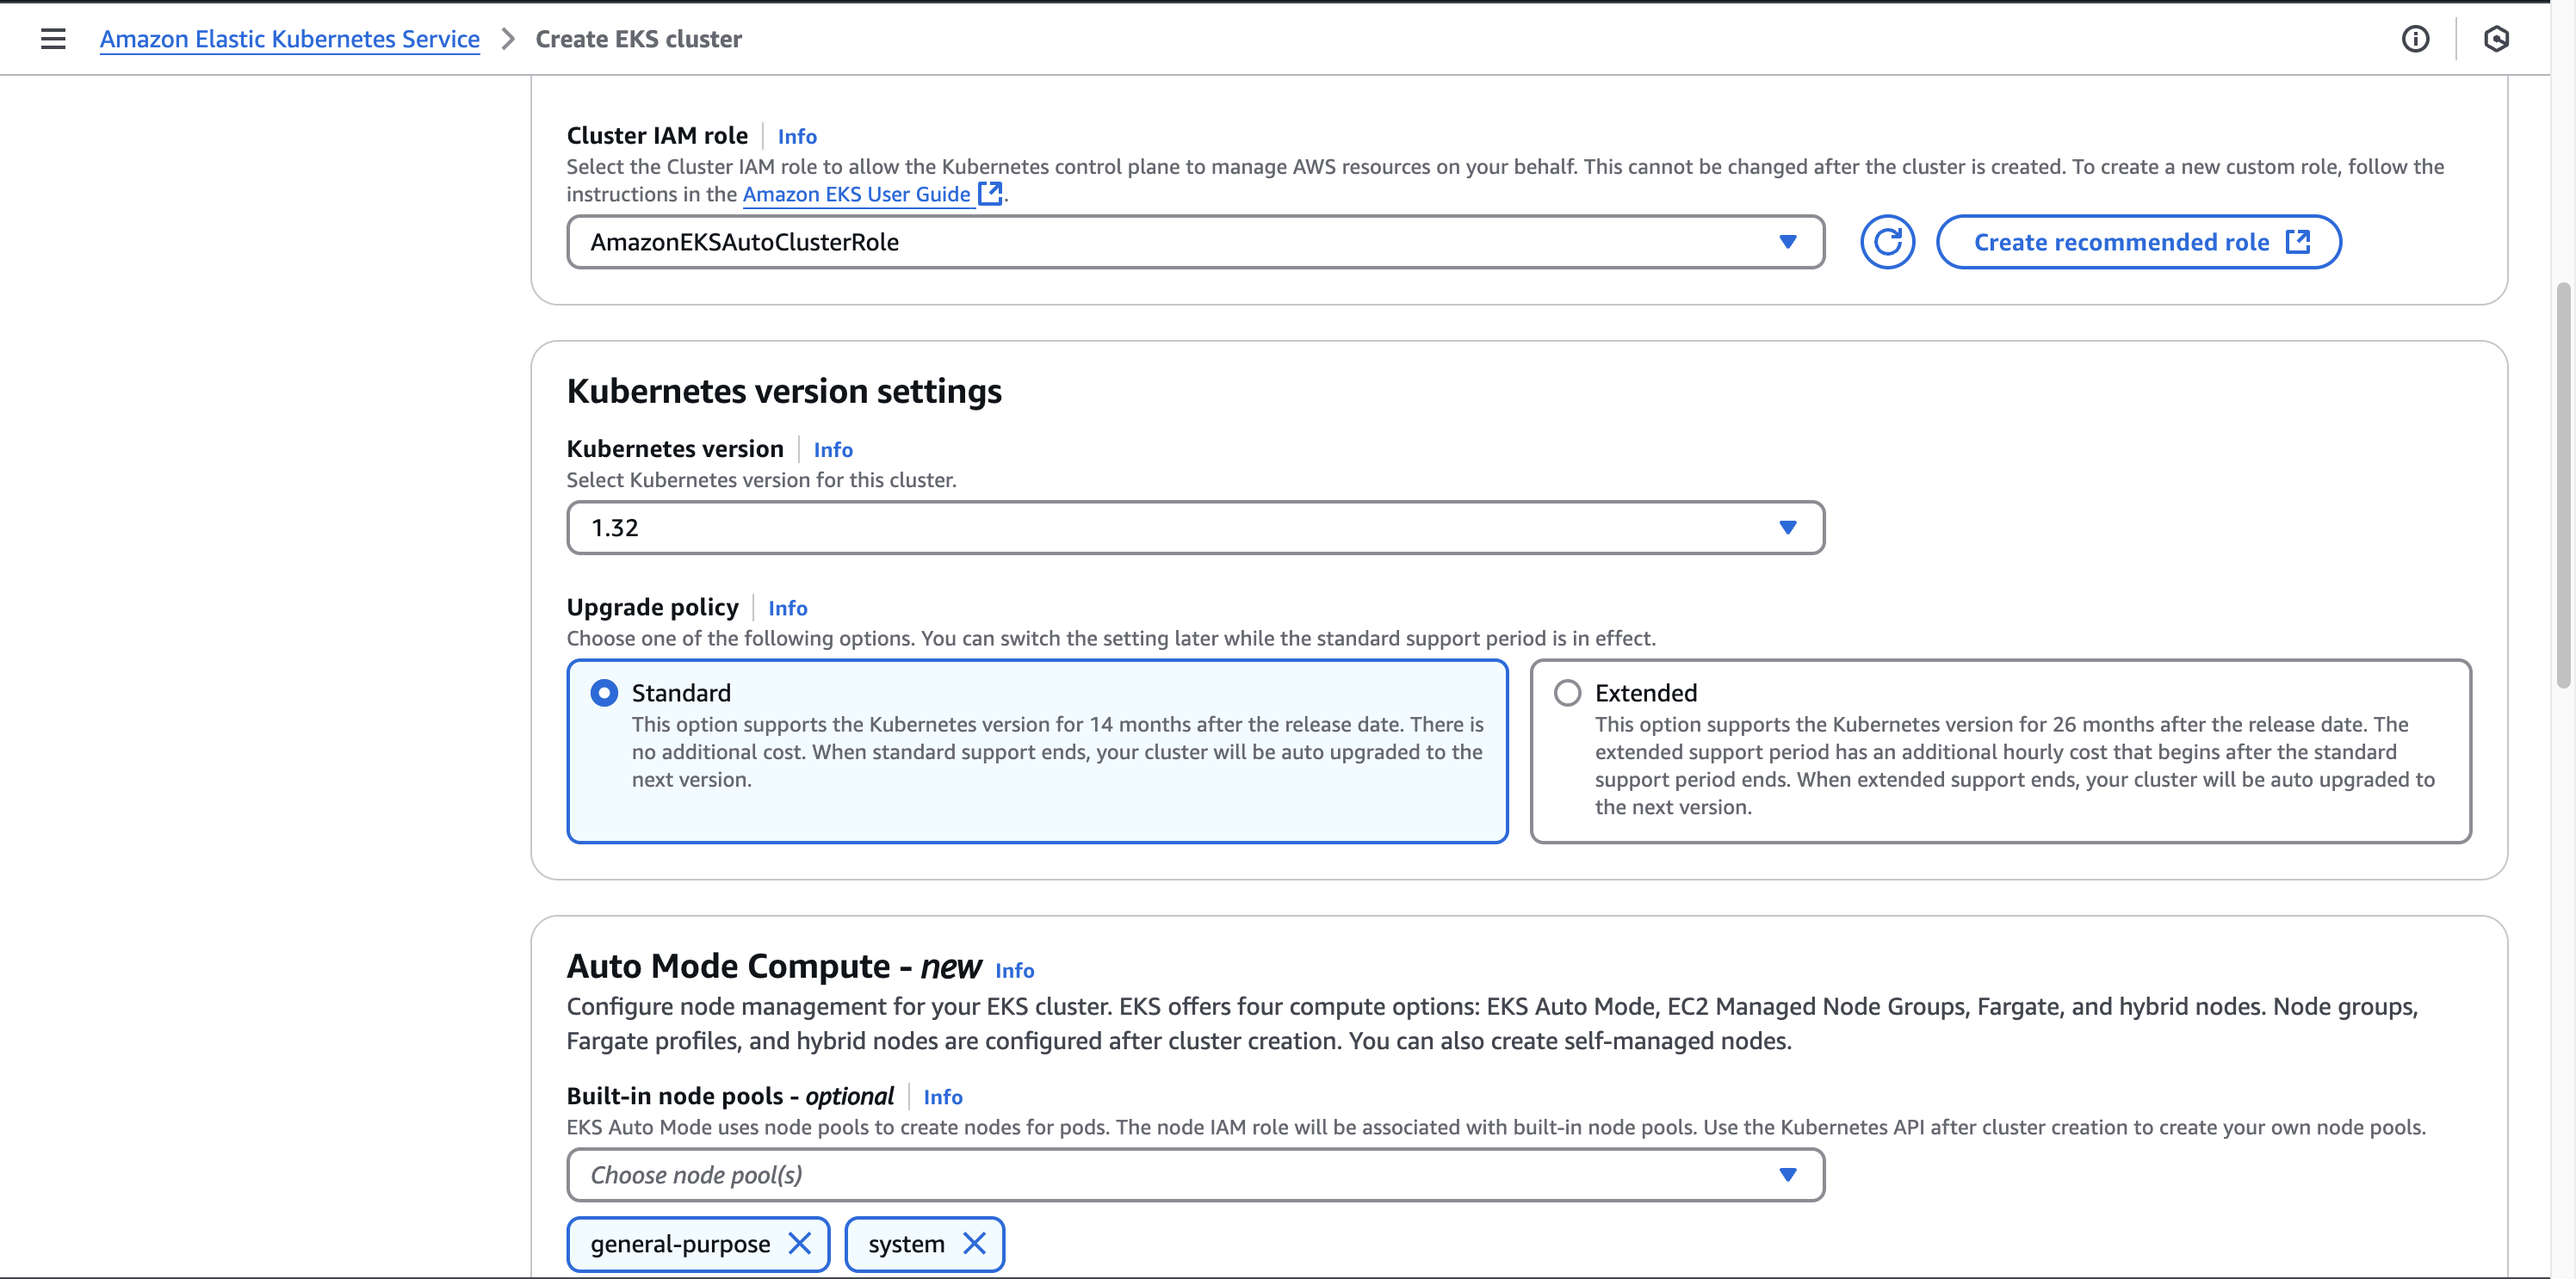 Amazon Elastic Kubernetes Service > Create EKS cluster
Cluster IAM role | Info
Select the Cluster IAM role to allow the Kubernetes control plane to manage AWS resources on your behalf. This cannot be changed after the cluster is created. To create a new custom role, follow the
instructions in the Amazon EKS User Guide.
AmazonEKSAutoClusterRole
Create recommended role
Kubernetes version settings
Kubernetes version | Info
Select Kubernetes version for this cluster.
1.32
Upgrade policy | Info
Choose one of the following options. You can switch the setting later while the standard support period is in effect.
Standard
This option supports the Kubernetes version for 14 months after the release date. There is
no additional cost. When standard support ends, your cluster will be auto upgraded to the
next version.
Extended
This option supports the Kubernetes version for 26 months after the release date. The
extended support period has an additional hourly cost that begins after the standard
support period ends. When extended support ends, your cluster will be auto upgraded to
the next version.
Auto Mode Compute - new Info
Configure node management for your EKS cluster. EKS offers four compute options: EKS Auto Mode, EC2 Managed Node Groups, Fargate, and hybrid nodes. Node groups,
Fargate profiles, and hybrid nodes are configured after cluster creation. You can also create self-managed nodes.
Built-in node pools - optional | Info
EKS Auto Mode uses node pools to create nodes for pods. The node IAM role will be associated with built-in node pools. Use the Kubernetes API after cluster creation to create your own node pools.
Choose node pool(s)
general-purpose
system